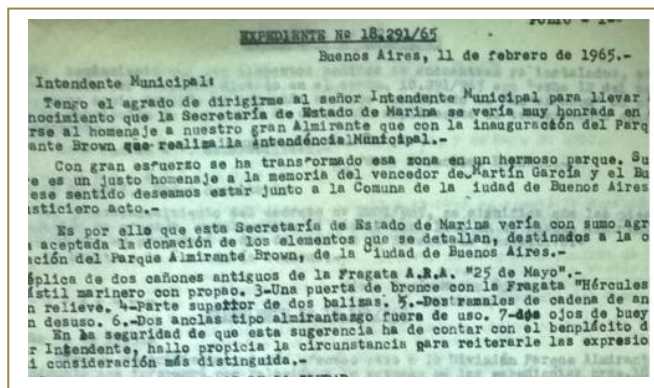 EXPEDIENTE Nº 18.291/65
Buenos Aires, 11 de febrero de 1965.-
Intendente Municipal:
Tengo el agrado de dirigirme al señor Intendente Municipal para llevar
nocimiento que la Secretaría de Estado de Marina se vería muy honrada en
rse al homenaje a nuestro gran Almirante que con la inauguración del Parq
ante Brown que realiza la intendéncia Municipal.-
Con gran esfuerzo se ha transformado esa zona en un hermoso parque. Su
re es un justo homenaje a la memoria del vencedor de Martín García y el Bu
ese sentido deseamos estar junto a la Comuna de la iudad de Buenos Aires
usticiero acto.-
Es por ello que esta Secretaría de Estado de Marina vería con sumo agr
a aceptada la donación de los elementos que se detallan, destinados a la o
ación del Parque Almirante Brown, de la Ciudad de Buenos Aires.-
éplica de dos cañones antiguos de la Fragata A.R.A. "25 de Mayo".-
ástil marinero con propao. 3-Una puerta de bronce con la Fragata "Hércules
n relieve. 4-Parte superior de dos balizas. 5.-Dos tramales de cadena de an
n desuso. 6.-Dos anclas tipo almirantazgo fuera de uso. 7-dos ojos de buey
En la seguridad de que esta sugerencia ha de contar con el benplácito d
r Intendente, hallo propicia la circunstancia para reiterarle las expresio
i consideración más distinguida.-